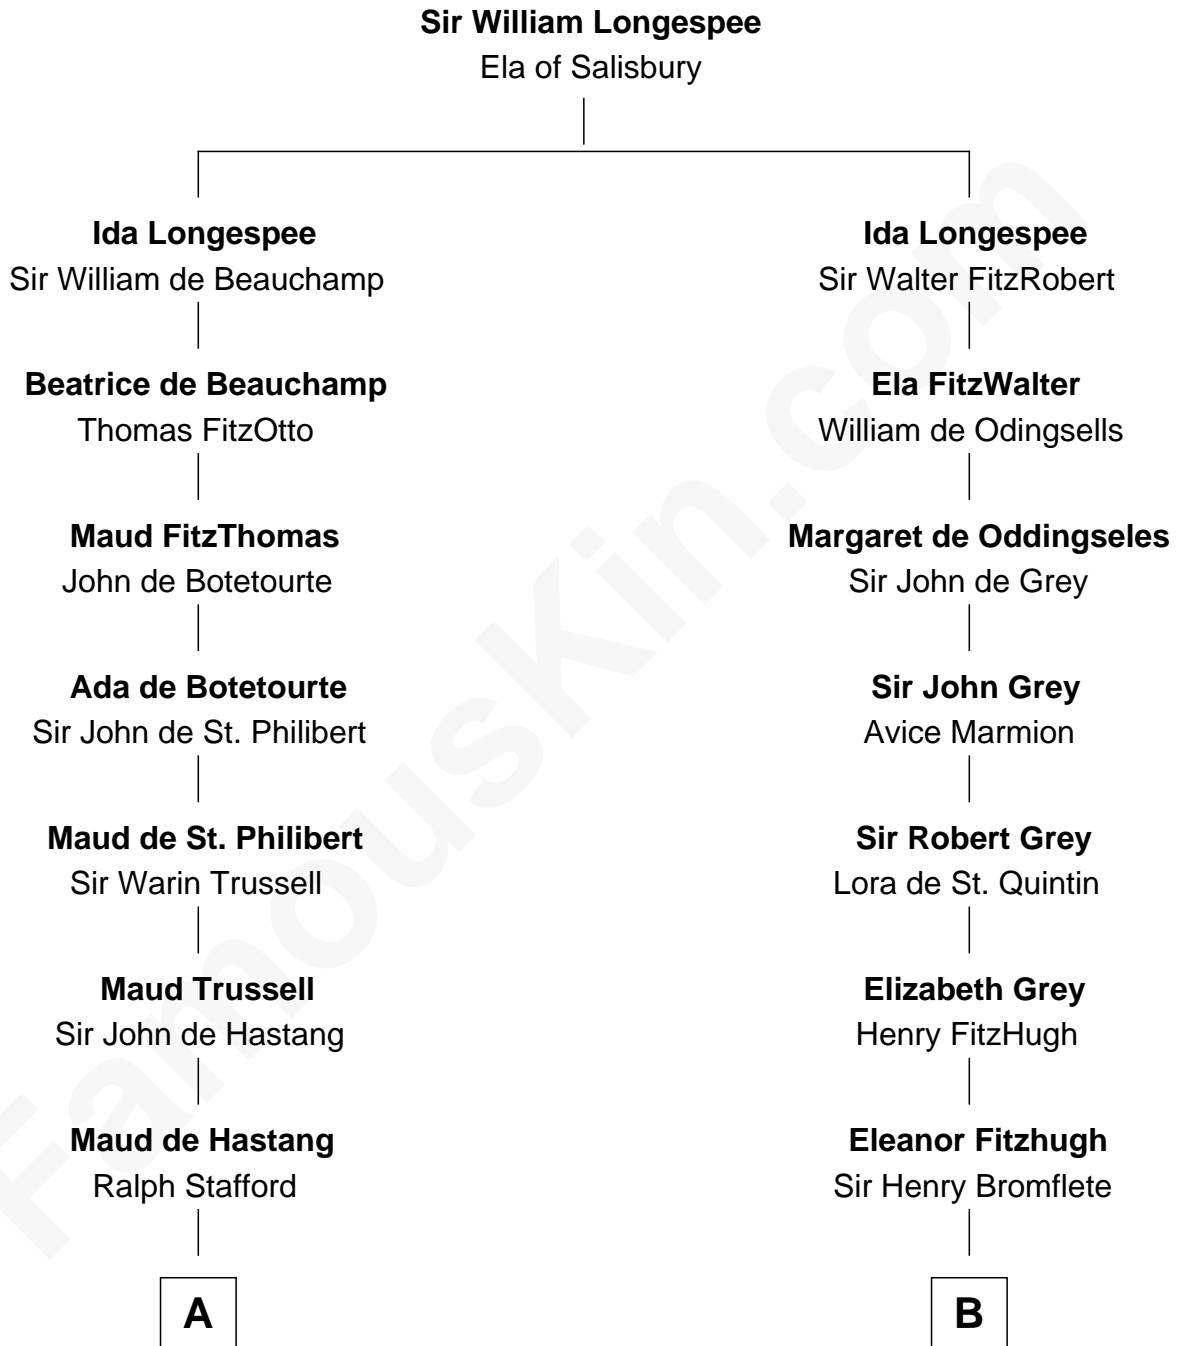 Sir William Longespee
Ela of Salisbury
Ida Longespee
Sir William de Beauchamp
Beatrice de Beauchamp
Thomas FitzOtto
Maud FitzThomas
John de Botetourte
Ada de Botetourte
Sir John de St. Philibert
Maud de St. Philibert
Sir Warin Trussell
Maud Trussell
Sir John de Hastang
Maud de Hastang
Ralph Stafford
A
Ida Longespee
Sir Walter FitzRobert
Ela FitzWalter
William de Odingsells
Margaret de Oddingseles
Sir John de Grey
Sir John Grey
Avice Marmion
Sir Robert Grey
Lora de St. Quintin
Elizabeth Grey
Henry FitzHugh
Eleanor Fitzhugh
Sir Henry Bromflete
B
FamousKin.com